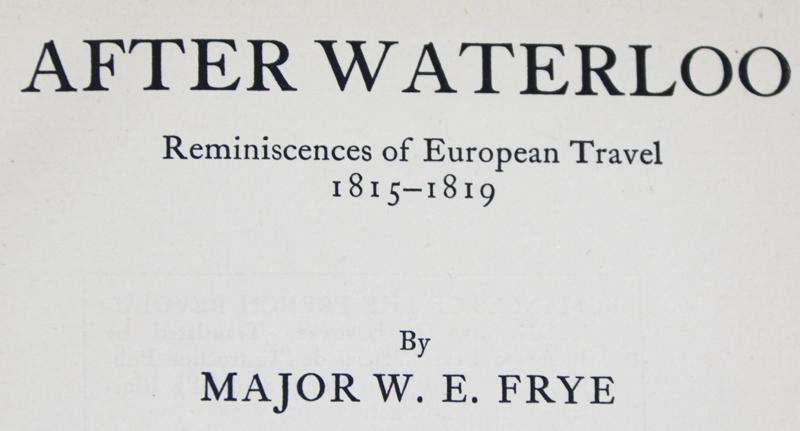 AFTER WATERLOO
Reminiscences of European Travel
1815–1819
By
MAJOR W. E. FRYE